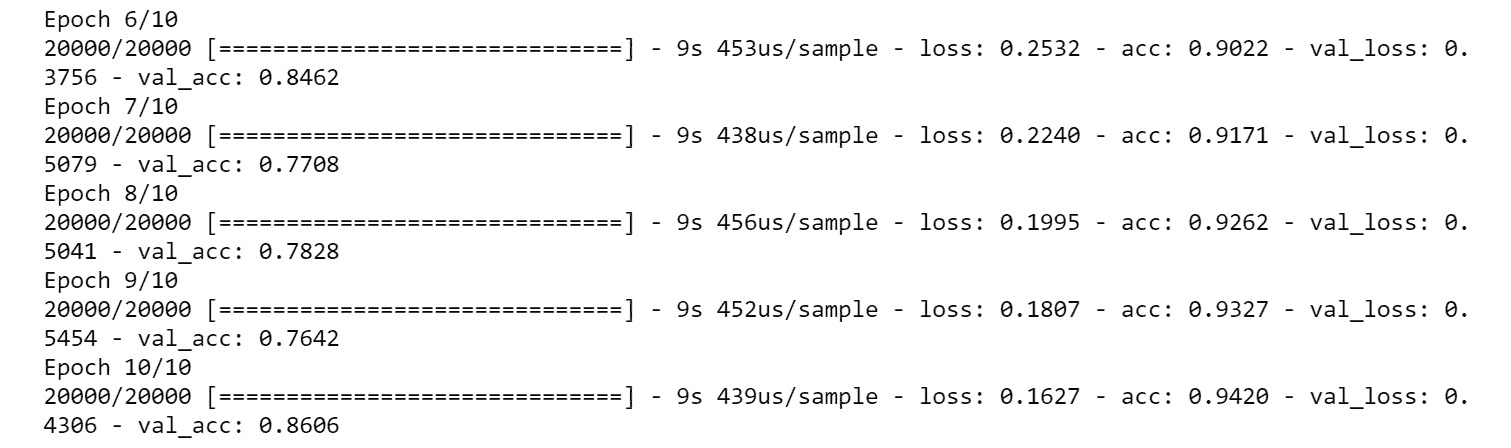 Epoch 6/10
20000/20000 [==============================] - 9s 453us/sample - loss: 0.2532 - acc: 0.9022 - val_loss: 0.
3756 - val_acc: 0.8462
Epoch 7/10
20000/20000 [==============================] - 9s 438us/sample - loss: 0.2240 - acc: 0.9171 - val_loss: 0.
5079 - val_acc: 0.7708
Epoch 8/10
20000/20000 [==============================] - 9s 456us/sample - loss: 0.1995 - acc: 0.9262 - val_loss: 0.
5041 - val_acc: 0.7828
Epoch 9/10
20000/20000 [==============================] - 9s 452us/sample - loss: 0.1807 - acc: 0.9327 - val_loss: 0.
5454 - val_acc: 0.7642
Epoch 10/10
20000/20000 [==============================] - 9s 439us/sample - loss: 0.1627 - acc: 0.9420 - val_loss: 0.
4306 - val_acc: 0.8606